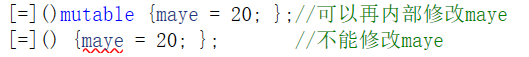 [=]()mutable {maye = 20; };//可以再内部修改maye
[=]() {maye = 20; };       //不能修改maye